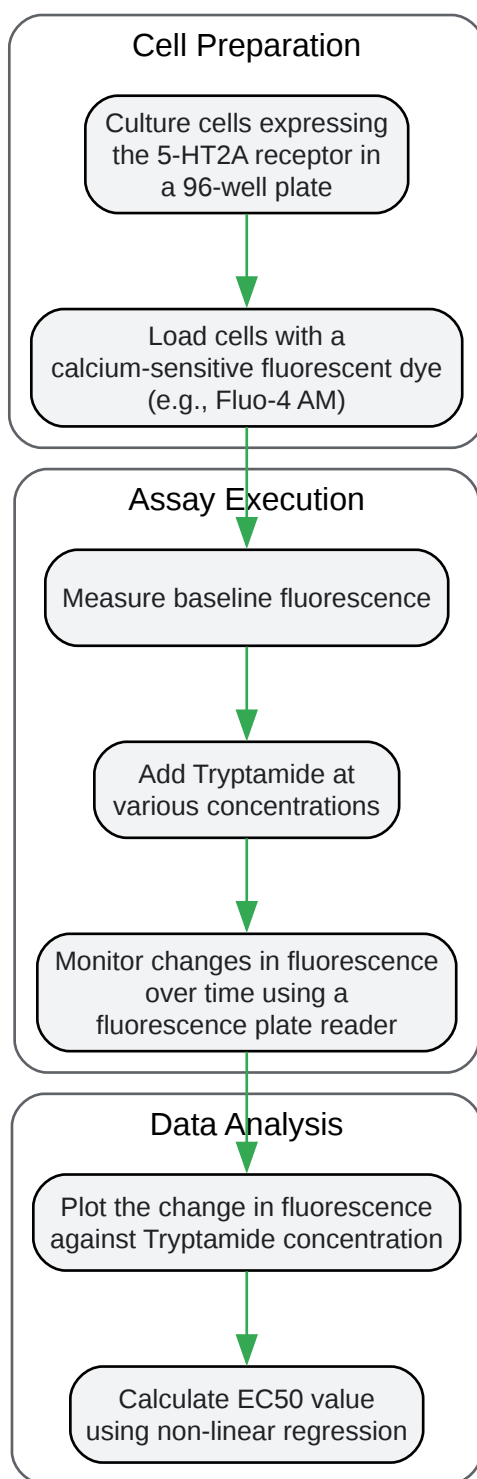 Cell Preparation
Culture cells expressing
the 5-HT2A receptor in
a 96-well plate
Load cells with a
calcium-sensitive fluorescent dye
(e.g., Fluo-4 AM)
Assay Execution
Measure baseline fluorescence
Add Tryptamide at
various concentrations
Monitor changes in fluorescence
over time using a
fluorescence plate reader
Data Analysis
Plot the change in fluorescence
against Tryptamide concentration
Calculate EC50 value
using non-linear regression